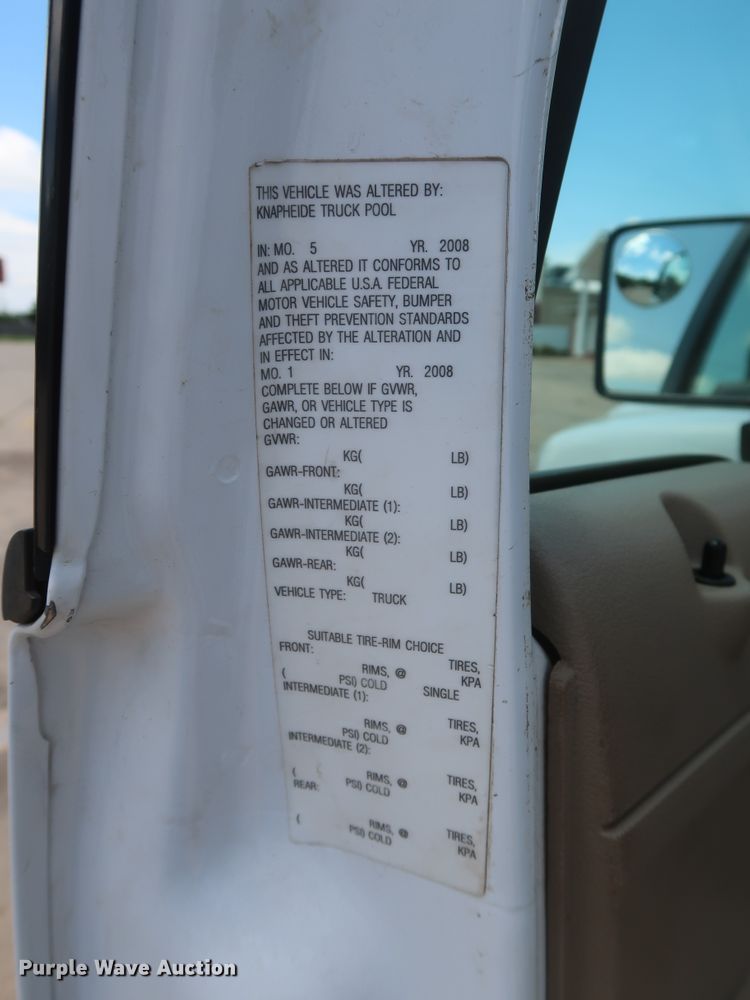 THIS VEHICLE WAS ALTERED BY:
KNAPHEIDE TRUCK POOL
IN: MO. 5 YR. 2008
AND AS ALTERED IT CONFORMS TO
ALL APPLICABLE U.S.A. FEDERAL
MOTOR VEHICLE SAFETY, BUMPER
AND THEFT PREVENTION STANDARDS
AFFECTED BY THE ALTERATION AND
IN EFFECT IN:
MO. 1 YR. 2008
COMPLETE BELOW IF GVWR,
GAWR, OR VEHICLE TYPE IS
CHANGED OR ALTERED
GVWR:
KG( LB)
GAWR-FRONT:
KG( LB)
GAWR-INTERMEDIATE (1):
KG( LB)
GAWR-INTERMEDIATE (2):
KG( LB)
GAWR-REAR:
KG( LB)
VEHICLE TYPE: TRUCK
SUITABLE TIRE-RIM CHOICE
FRONT:
RIMS, @ TIRES,
( PSI) COLD KPA
INTERMEDIATE (1): SINGLE
RIMS, @ TIRES,
PSI) COLD KPA
INTERMEDIATE (2):
RIMS, @ TIRES,
( PSI) COLD KPA
REAR:
RIMS, @ TIRES,
( PSI) COLD KPA
Purple Wave Auction